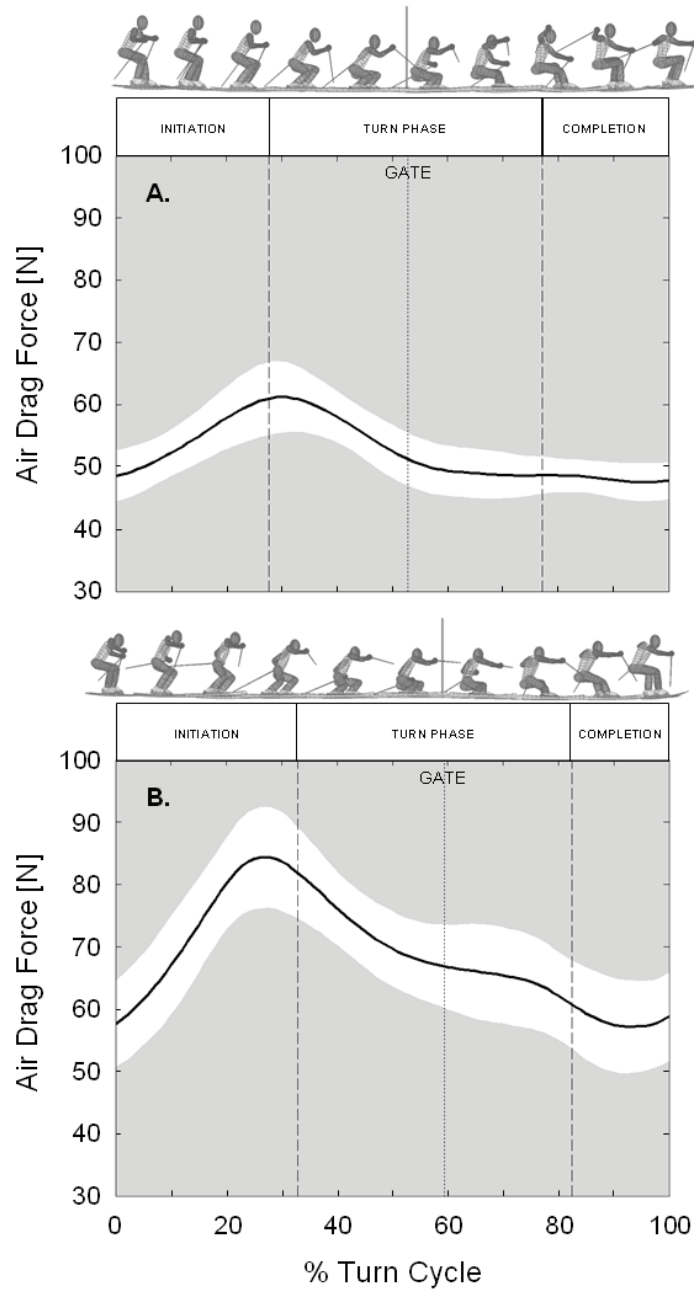 INITIATION TURN PHASE COMPLETION
100
GATE
A.
90
80
70
60
50
40
30
Air Drag Force [N]
INITIATION TURN PHASE COMPLETION
100
GATE
B.
90
80
70
60
50
40
30
Air Drag Force [N]
0 20 40 60 80 100
% Turn Cycle